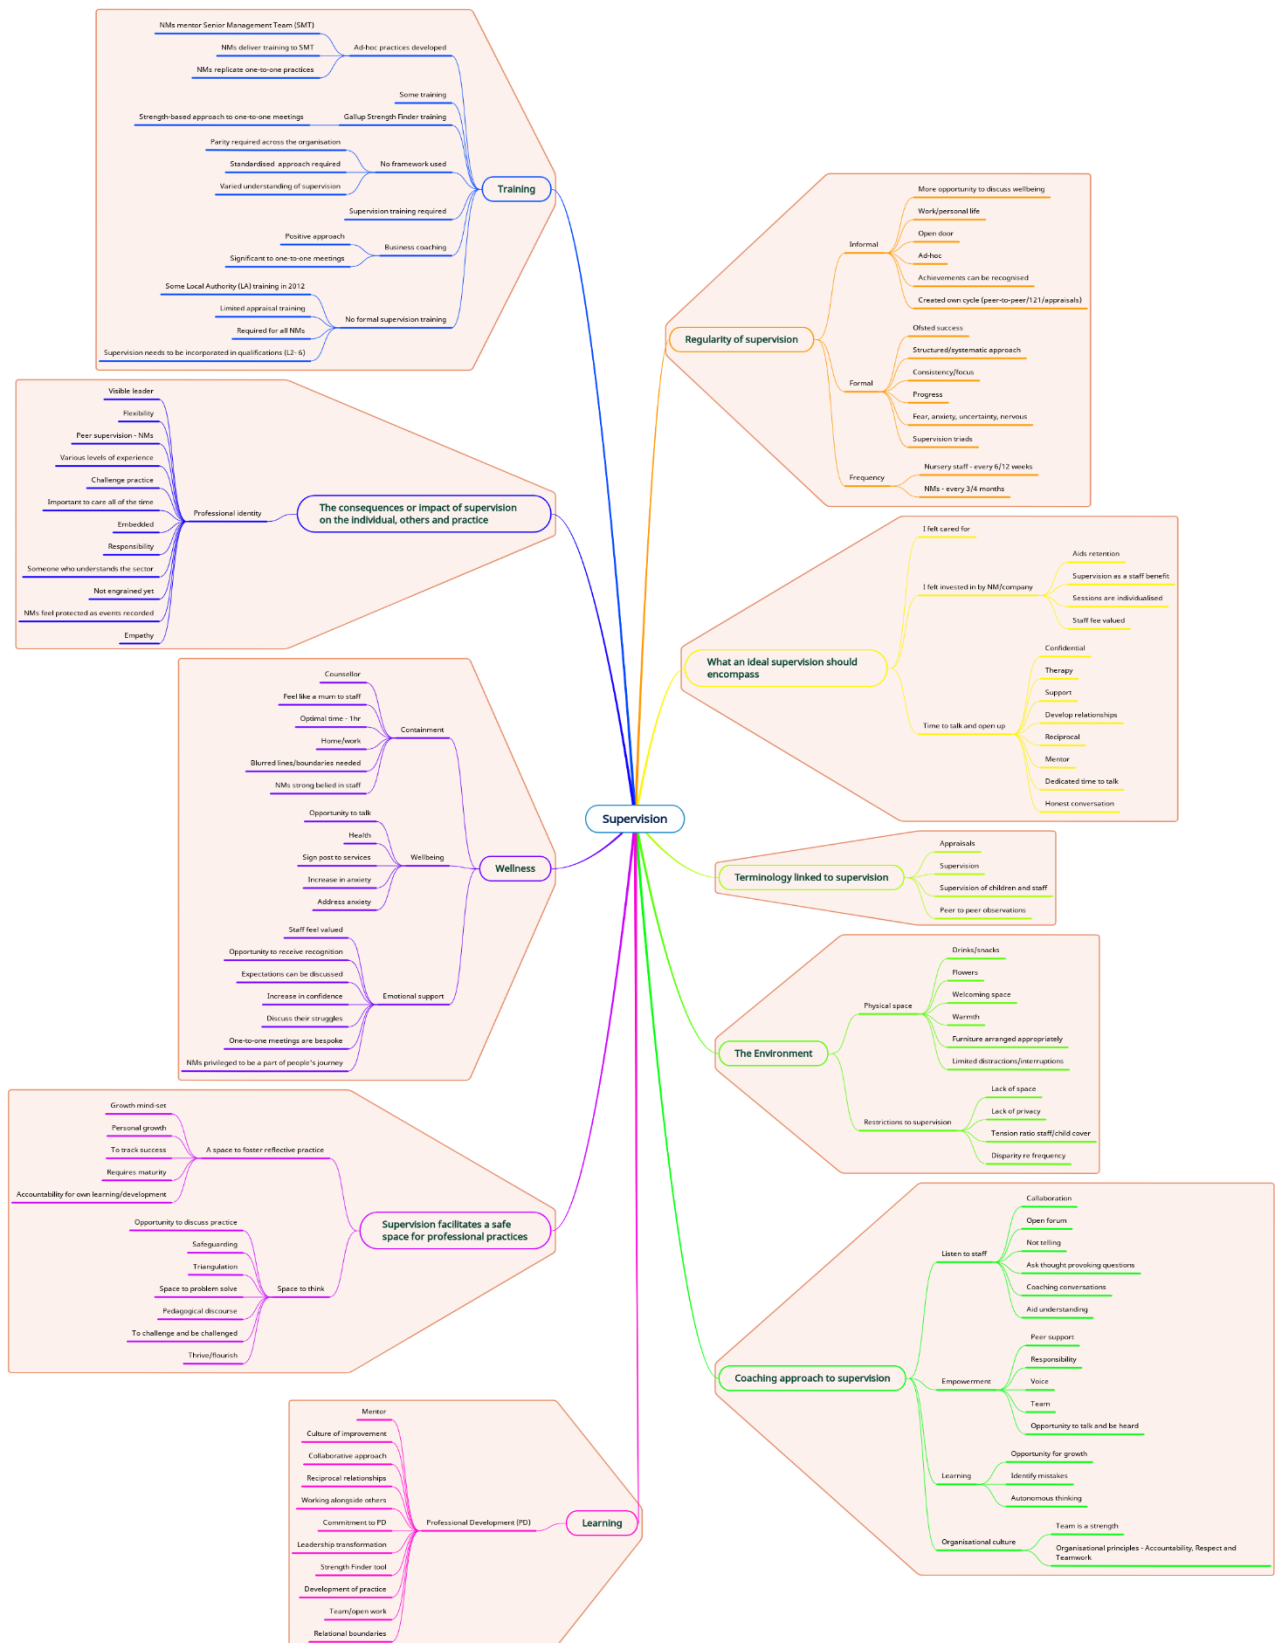 Supervision
Training
Ad-hoc practices developed
NMs mentor Senior Management Team (SMT)
NMs deliver training to SMT
NMs replicate one-to-one practices
Some training
Gallup Strength Finder training
Strength-based approach to one-to-one meetings
No framework used
Parity required across the organisation
Standardised approach required
Varied understanding of supervision
Supervision training required
Business coaching
Positive approach
Significant to one-to-one meetings
No formal supervision training
Some Local Authority (LA) training in 2012
Limited appraisal training
Required for all NMs
Supervision needs to be incorporated in qualifications (L2- 6)
The consequences or impact of supervision
on the individual, others and practice
Professional identity
Visible leader
Flexibility
Peer supervision - NMs
Various levels of experience
Challenge practice
Important to care all of the time
Embedded
Responsibility
Someone who understands the sector
Not engrained yet
NMs feel protected as events recorded
Empathy
Wellness
Containment
Counsellor
Feel like a mum to staff
Optimal time - 1hr
Home/work
Blurred lines/boundaries needed
NMs strong belied in staff
Wellbeing
Opportunity to talk
Health
Sign post to services
Increase in anxiety
Address anxiety
Emotional support
Staff feel valued
Opportunity to receive recognition
Expectations can be discussed
Increase in confidence
Discuss their struggles
One-to-one meetings are bespoke
NMs privileged to be a part of people's journey
Supervision facilitates a safe
space for professional practices
A space to foster reflective practice
Growth mind-set
Personal growth
To track success
Requires maturity
Accountability for own learning/development
Space to think
Opportunity to discuss practice
Safeguarding
Triangulation
Space to problem solve
Pedagogical discourse
To challenge and be challenged
Thrive/flourish
Learning
Professional Development (PD)
Mentor
Culture of improvement
Collaborative approach
Reciprocal relationships
Working alongside others
Commitment to PD
Leadership transformation
Strength Finder tool
Development of practice
Team/open work
Relational boundaries
Regularity of supervision
Informal
More opportunity to discuss wellbeing
Work/personal life
Open door
Ad-hoc
Achievements can be recognised
Created own cycle (peer-to-peer/121/appraisals)
Formal
Ofsted success
Structured/systematic approach
Consistency/focus
Progress
Fear, anxiety, uncertainty, nervous
Supervision triads
Frequency
Nursery staff - every 6/12 weeks
NMs - every 3/4 months
What an ideal supervision should
encompass
I felt cared for
I felt invested in by NM/company
Aids retention
Supervision as a staff benefit
Sessions are individualised
Staff fee valued
Time to talk and open up
Confidential
Therapy
Support
Develop relationships
Reciprocal
Mentor
Dedicated time to talk
Honest conversation
Terminology linked to supervision
Appraisals
Supervision
Supervision of children and staff
Peer to peer observations
The Environment
Physical space
Drinks/snacks
Flowers
Welcoming space
Warmth
Furniture arranged appropriately
Limited distractions/interruptions
Restrictions to supervision
Lack of space
Lack of privacy
Tension ratio staff/child cover
Disparity re frequency
Coaching approach to supervision
Listen to staff
Collaboration
Open forum
Not telling
Ask thought provoking questions
Coaching conversations
Aid understanding
Empowerment
Peer support
Responsibility
Voice
Team
Opportunity to talk and be heard
Learning
Opportunity for growth
Identify mistakes
Autonomous thinking
Organisational culture
Team is a strength
Organisational principles - Accountability, Respect and
Teamwork